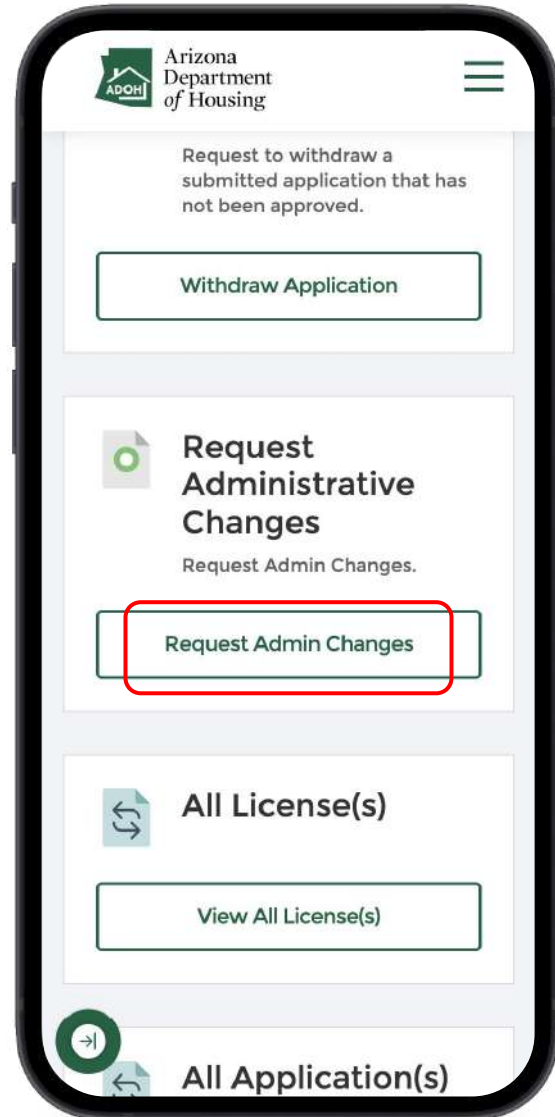 ADOH
Arizona
Department
of Housing
Request to withdraw a
submitted application that has
not been approved.
Withdraw Application
Request
Administrative
Changes
Request Admin Changes.
Request Admin Changes
All License(s)
View All License(s)
All Application(s)